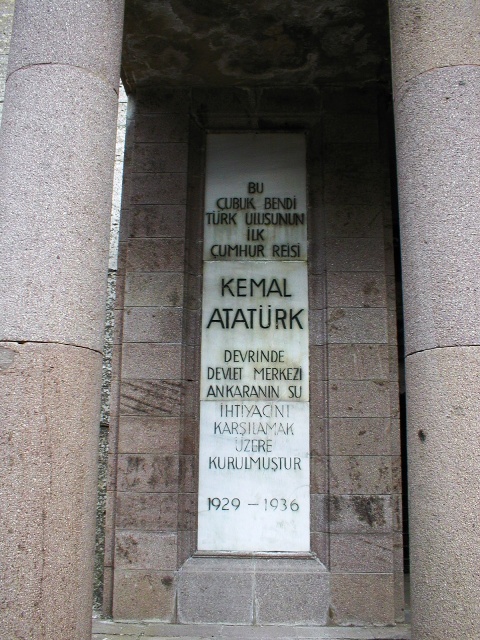 BU
ÇUBUK BENDİ
TÜRK ULUSUNUN
İLK
CUMHUR REİSİ
KEMAL
ATATÜRK
DEVRİNDE
DEVLET MERKEZI
ANKARANIN SU
İHTİYACINI
KARŞILAMAK
ÜZERE
KURULMUŞTUR
1929 – 1936